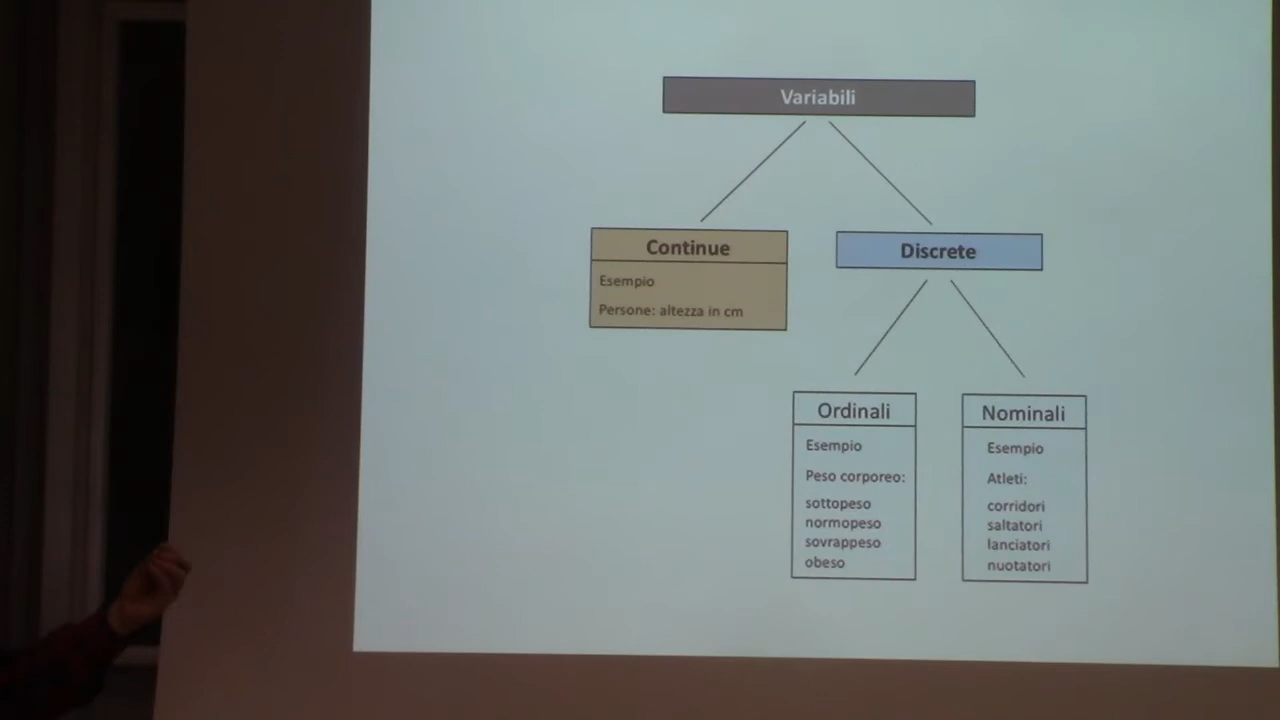 Variabili
Continue
Esempio
Persone: altezza in cm
Discrete
Ordinali
Esempio
Peso corporeo:
sottopeso
normopeso
sovrappeso
obeso
Nominali
Esempio
Atleti:
corridori
saltatori
lanciatori
nuotatori